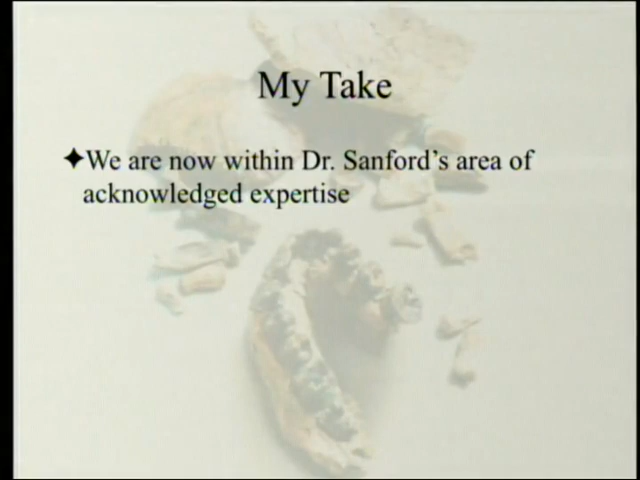 My Take
✦We are now within Dr. Sanford's area of
acknowledged expertise